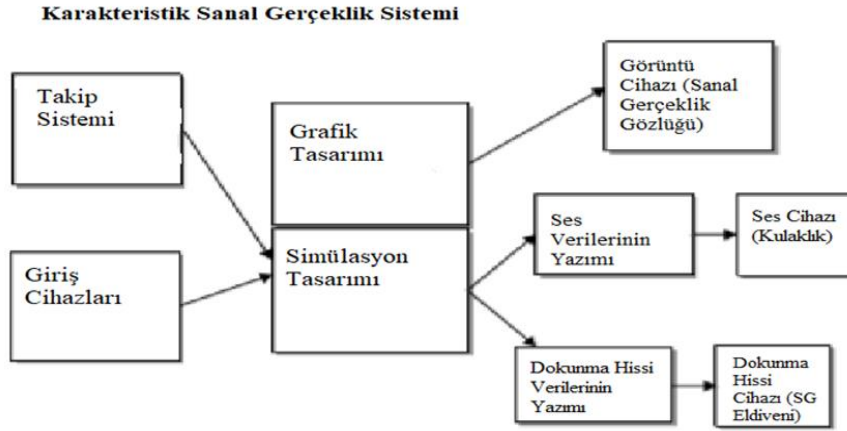 Karakteristik Sanal Gerçeklik Sistemi
Takip
Sistemi
Giriş
Cihazları
Grafik
Tasarımı
Simülasyon
Tasarımı
Görüntü
Cihazı (Sanal
Gerçeklik
Gözlüğü)
Ses
Verilerinin
Yazımı
Ses Cihazı
(Kulaklık)
Dokunma Hissi
Verilerinin
Yazımı
Dokunma
Hissi
Cihazı (SG
Eldiveni)